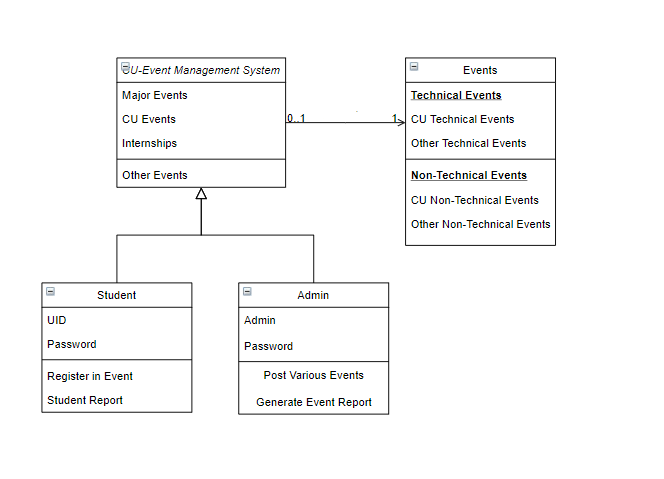 CU-Event Management System
Major Events
CU Events
Internships
Other Events
0..1
1
Events
Technical Events
CU Technical Events
Other Technical Events
Non-Technical Events
CU Non-Technical Events
Other Non-Technical Events
Student
UID
Password
Register in Event
Student Report
Admin
Admin
Password
Post Various Events
Generate Event Report